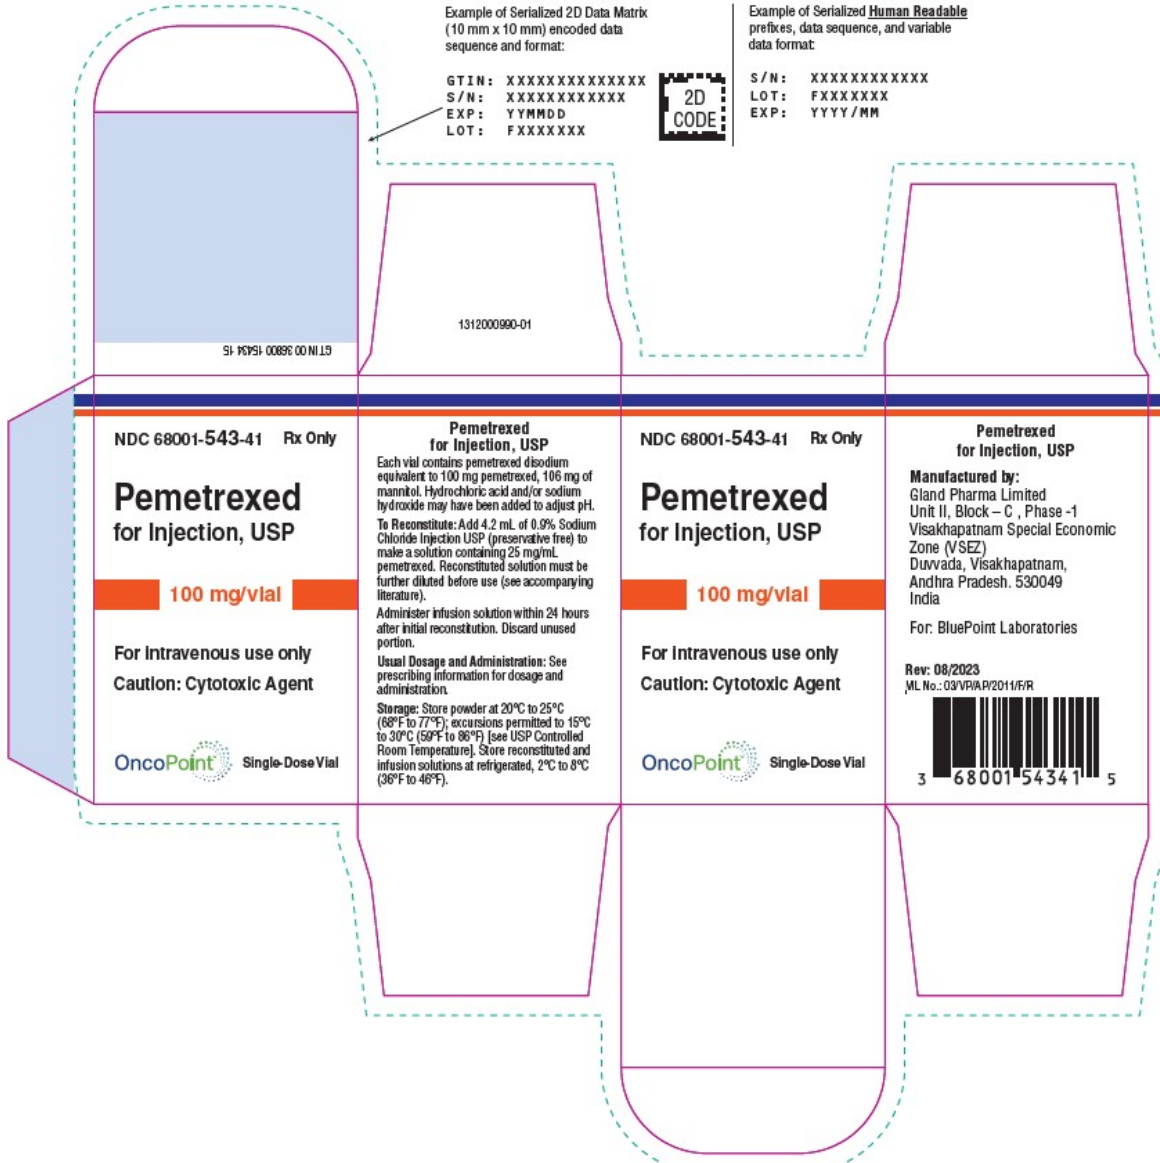 Example of Serialized 2D Data Matrix
(10 mm x 10 mm) encoded data
sequence and format:
GTIN: XXXXXXXXXXXXXX
S/N: XXXXXXXXXXXX
EXP: YYMMDD
LOT: FXXXXXXX
2D
CODE
Example of Serialized Human Readable
prefixes, data sequence, and variable
data format:
S/N: XXXXXXXXXXXX
LOT: FXXXXXXX
EXP: YYYY/MM
1312000990-01
GTIN 00 36800 15434 15
NDC 68001-543-41 Rx Only
Pemetrexed
for Injection, USP
100 mg/vial
For intravenous use only
Caution: Cytotoxic Agent
OncoPoint Single-Dose Vial
Pemetrexed
for Injection, USP
Each vial contains pemetrexed disodium
equivalent to 100 mg pemetrexed, 106 mg of
mannitol. Hydrochloric acid and/or sodium
hydroxide may have been added to adjust pH.
To Reconstitute: Add 4.2 mL of 0.9% Sodium
Chloride Injection USP (preservative free) to
make a solution containing 25 mg/mL
pemetrexed. Reconstituted solution must be
further diluted before use (see accompanying
literature).
Administer infusion solution within 24 hours
after initial reconstitution. Discard unused
portion.
Usual Dosage and Administration: See
prescribing information for dosage and
administration.
Storage: Store powder at 20°C to 25°C
(68°F to 77°F); excursions permitted to 15°C
to 30°C (59°F to 86°F) [see USP Controlled
Room Temperature]. Store reconstituted and
infusion solutions at refrigerated, 2°C to 8°C
(36°F to 46°F).
NDC 68001-543-41 Rx Only
Pemetrexed
for Injection, USP
100 mg/vial
For intravenous use only
Caution: Cytotoxic Agent
OncoPoint Single-Dose Vial
Pemetrexed
for Injection, USP
Manufactured by:
Gland Pharma Limited
Unit II, Block – C , Phase -1
Visakhapatnam Special Economic
Zone (VSEZ)
Duvvada, Visakhapatnam,
Andhra Pradesh. 530049
India
For: BluePoint Laboratories
Rev: 08/2023
ML No.: 03/VP/AP/2011/F/R
3 68001 54341 5